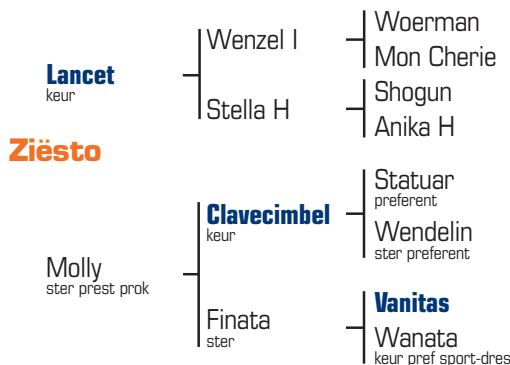 Woerman
Wenzel I
Mon Cherie
Lancet
keur
Shogun
Stella H
Anika H
Ziësto
Statuar
preferent
Clavecimbel
keur
Wendelin
ster preferent
Molly
ster prest prok
Vanitas
Finata
ster
Wanata
keur pref sport-dres